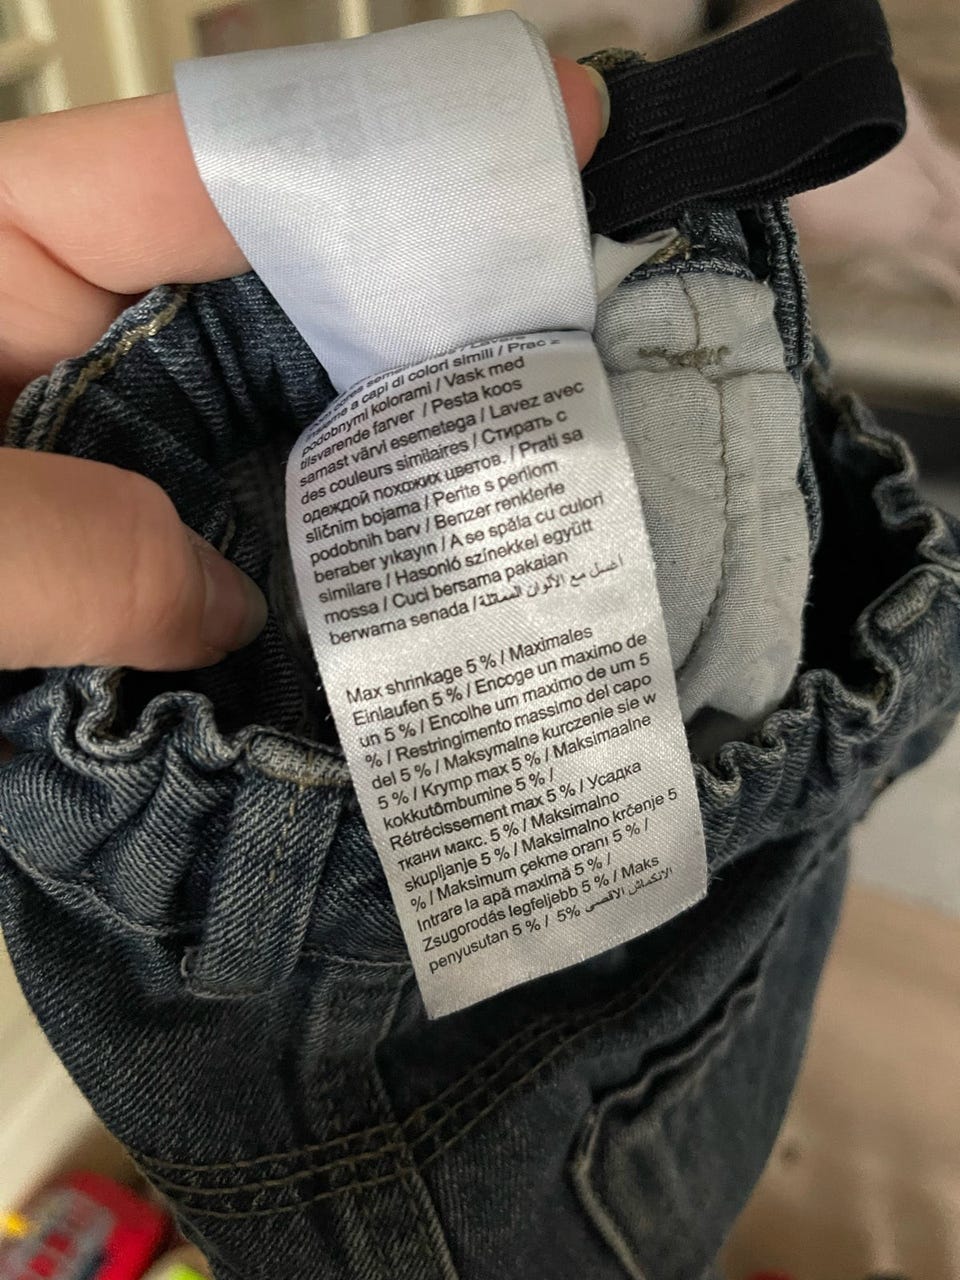 insieme a capi di colori simili / Prac z
podobnymi kolorami / Vask med
tilsvarende farver / Pesta koos
sarnast värvi esemetega / Lavez avec
des couleurs similaires / Стирать с
одеждой похожих цветов. / Prati sa
sličnim bojama / Perite s perilom
podobnih barv / Benzer renklerle
beraber yıkayın / A se spăla cu culori
similare / Hasonló színekkel együtt
mossa / Cuci bersama pakaian
berwarna senada / اغسل مع الألوان المماثلة
Max shrinkage 5 % / Maximales
Einlaufen 5 % / Encoge un maximo de
un 5 % / Encolhe um maximo de um 5
% / Restringimento massimo del capo
del 5 % / Maksymalne kurczenie sie w
5 % / Krymp max 5 % / Maksimaalne
kokkutõmbumine 5 % /
Rétrécissement max 5 % / Усадка
ткани макс. 5 % / Maksimalno
skupljanje 5 % / Maksimalno krčenje 5
% / Maksimum çekme oranı 5 % /
Intrare la apă maximă 5 % /
Zsugorodás legfeljebb 5 % / Maks
penyusutan 5 % / 5% الانكماش الاقصى